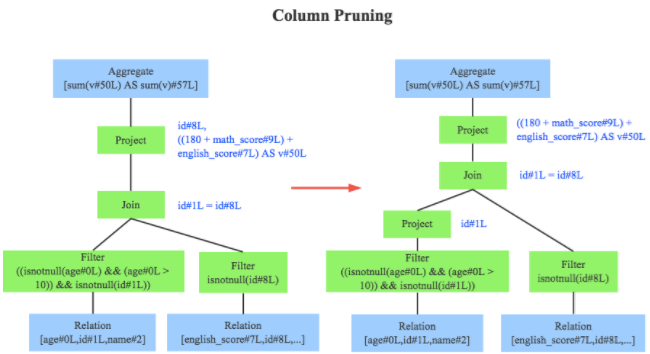 Column Pruning
Aggregate
[sum(v#50L) AS sum(v)#57L]
Project
id#8L,
((180 + math_score#9L) +
english_score#7L) AS v#50L
Join
id#1L = id#8L
Filter
((isnotnull(age#0L) && (age#0L >
10)) && isnotnull(id#1L))
Filter
isnotnull(id#8L)
Relation
[age#0L,id#1L,name#2]
Relation
[english_score#7L,id#8L,...]
Aggregate
[sum(v#50L) AS sum(v)#57L]
Project
((180 + math_score#9L) +
english_score#7L) AS v#50L
Join
id#1L = id#8L
Project
id#1L
Filter
((isnotnull(age#0L) && (age#0L >
10)) && isnotnull(id#1L))
Filter
isnotnull(id#8L)
Relation
[age#0L,id#1L,name#2]
Relation
[english_score#7L,id#8L,...]